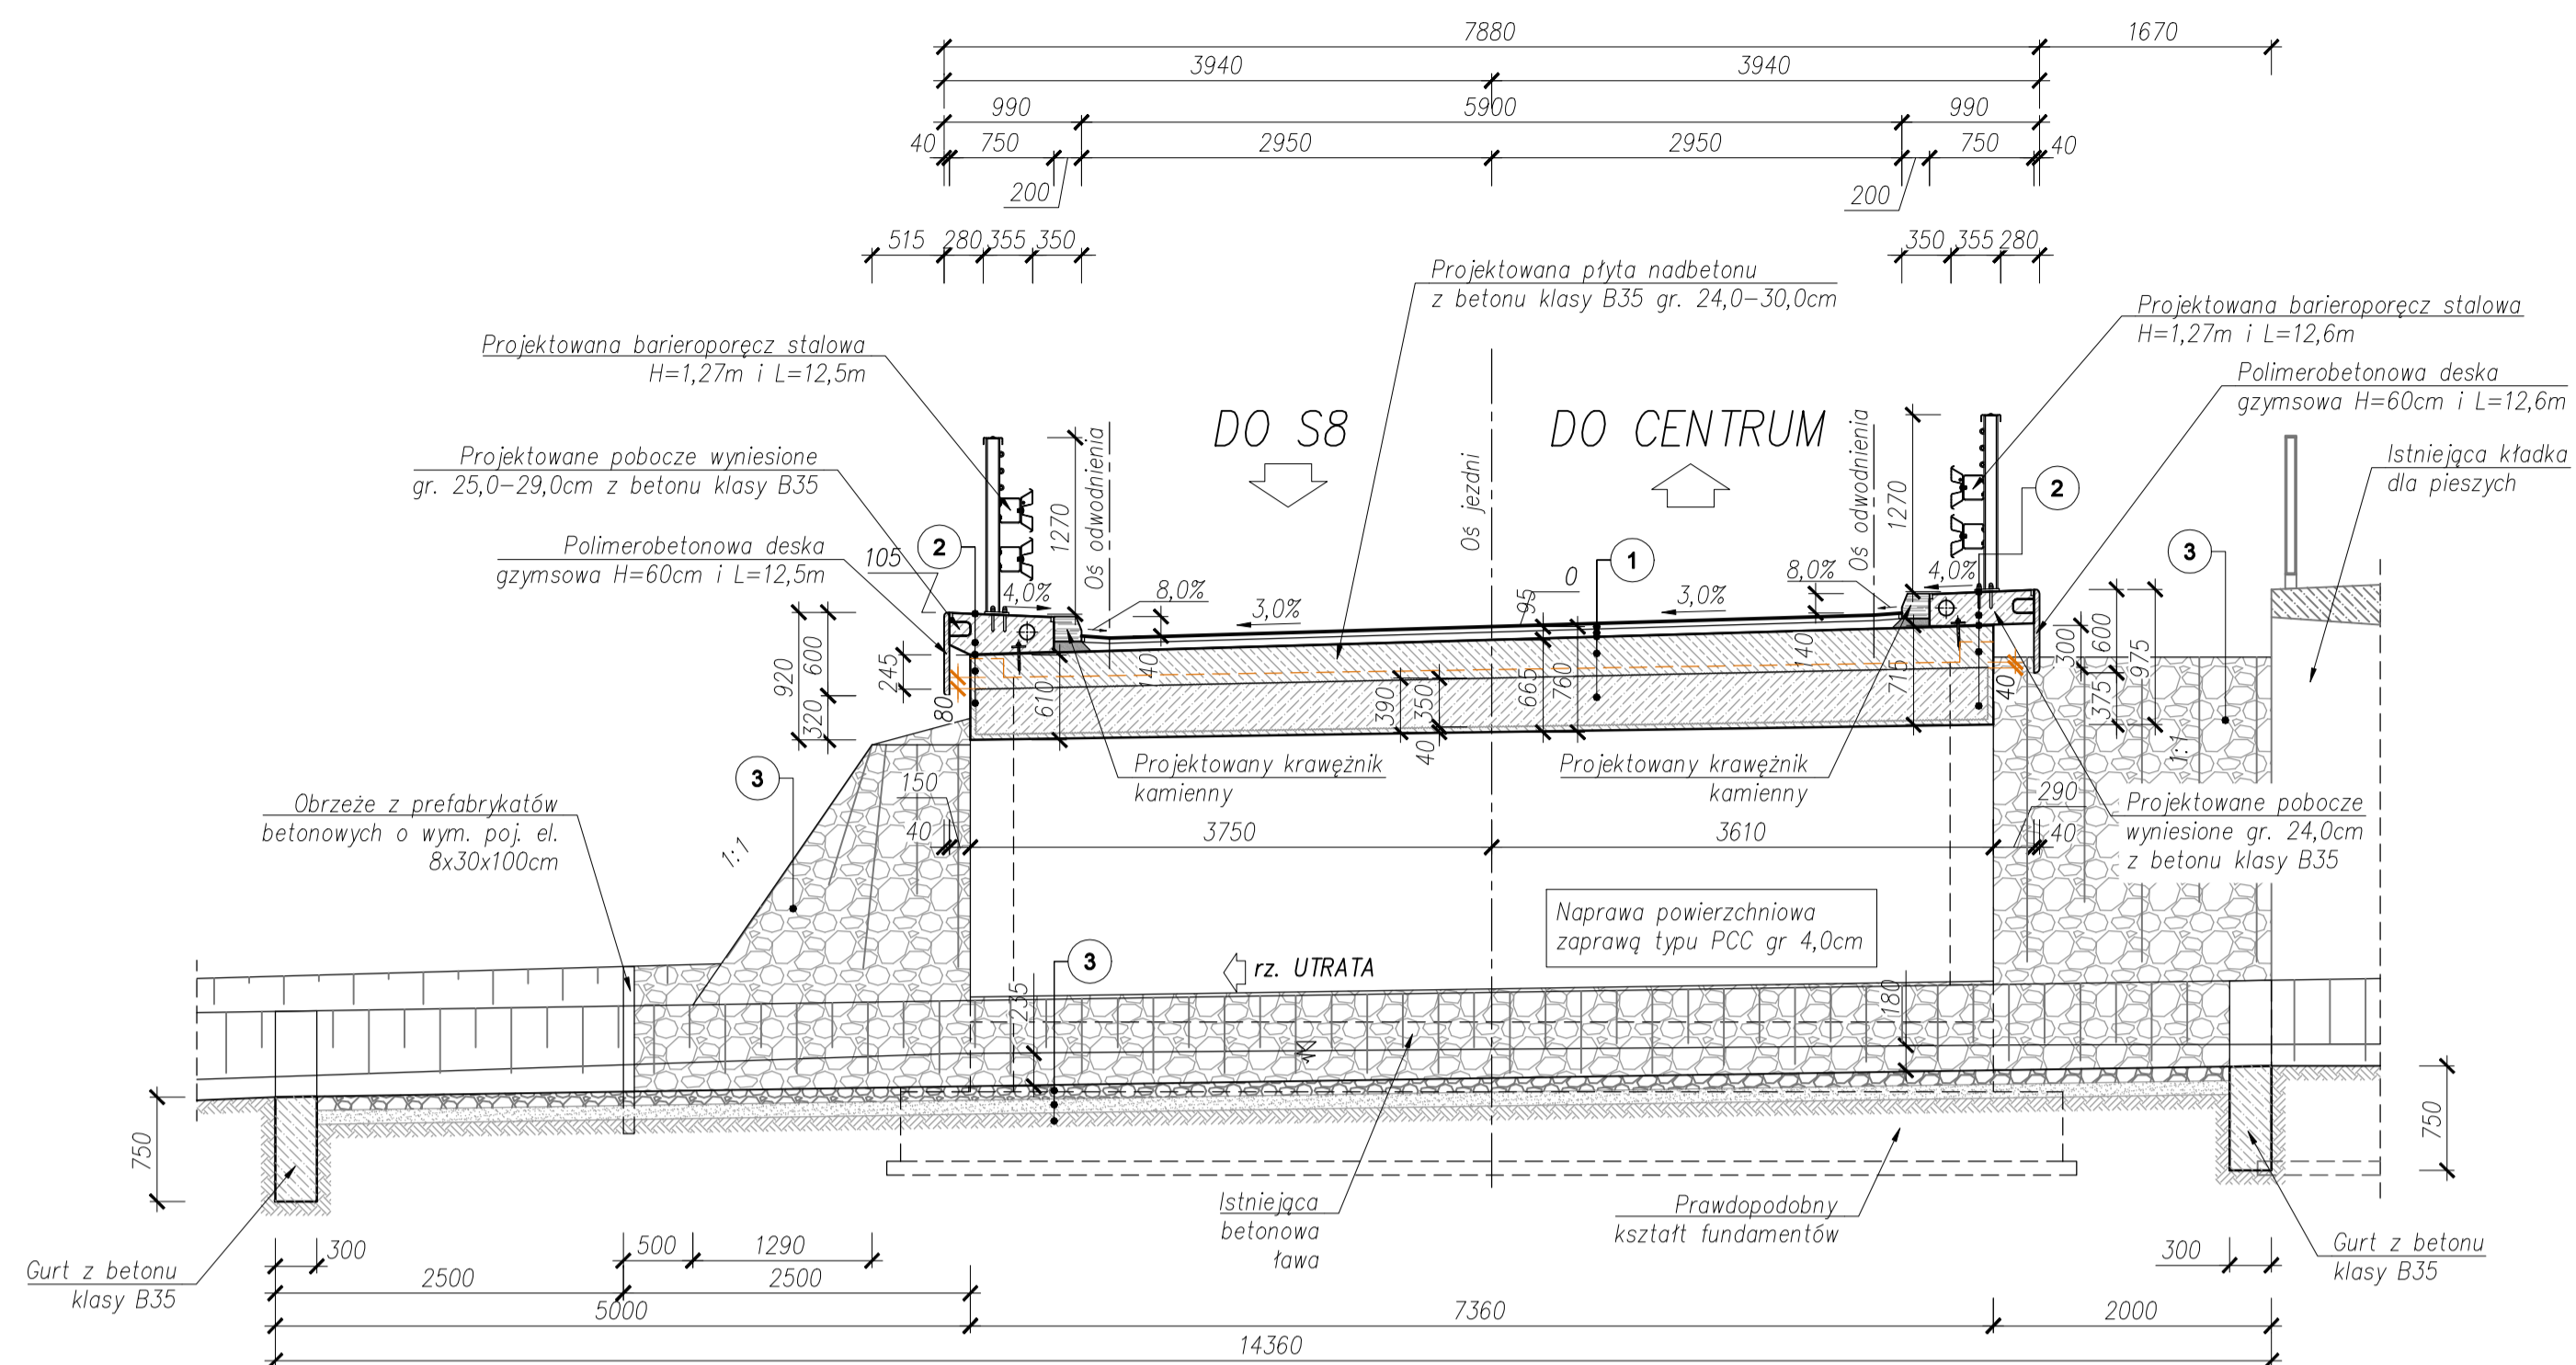 7880
1670
3940
3940
990
5900
990
40
750
2950
2950
750
40
200
200
515
280
355
350
350
355
280
Projektowana płyta nadbetonu
z betonu klasy B35 gr. 24,0-30,0cm
Projektowana barieroporęcz stalowa
H=1,27m i L=12,6m
Projektowana barieroporęcz stalowa
H=1,27m i L=12,5m
Polimerobetonowa deska
gzymsowa H=60cm i L=12,6m
DO S8
DO CENTRUM
Oś odwodnienia
Oś jezdni
Oś odwodnienia
1270
1270
Istniejąca kładka
dla pieszych
Projektowane pobocze wyniesione
gr. 25,0-29,0cm z betonu klasy B35
2
2
1
3
Polimerobetonowa deska
gzymsowa H=60cm i L=12,5m
105
4,0%
8,0%
3,0%
95
0
3,0%
8,0%
4,0%
920
600
320
245
80
610
140
390
350
40
665
760
140
715
40
300
600
375
975
1:1
3
150
Projektowany krawężnik
kamienny
Projektowany krawężnik
kamienny
290
Projektowane pobocze
wyniesione gr. 24,0cm
z betonu klasy B35
Obrzeże z prefabrykatów
betonowych o wym. poj. el.
8x30x100cm
1:1
40
3750
3610
40
Naprawa powierzchniowa
zaprawą typu PCC gr 4,0cm
3
rz. UTRATA
235
180
750
750
Istniejąca
betonowa
ława
Prawdopodobny
kształt fundamentów
Gurt z betonu
klasy B35
Gurt z betonu
klasy B35
300
500
1290
300
2500
2500
5000
7360
2000
14360